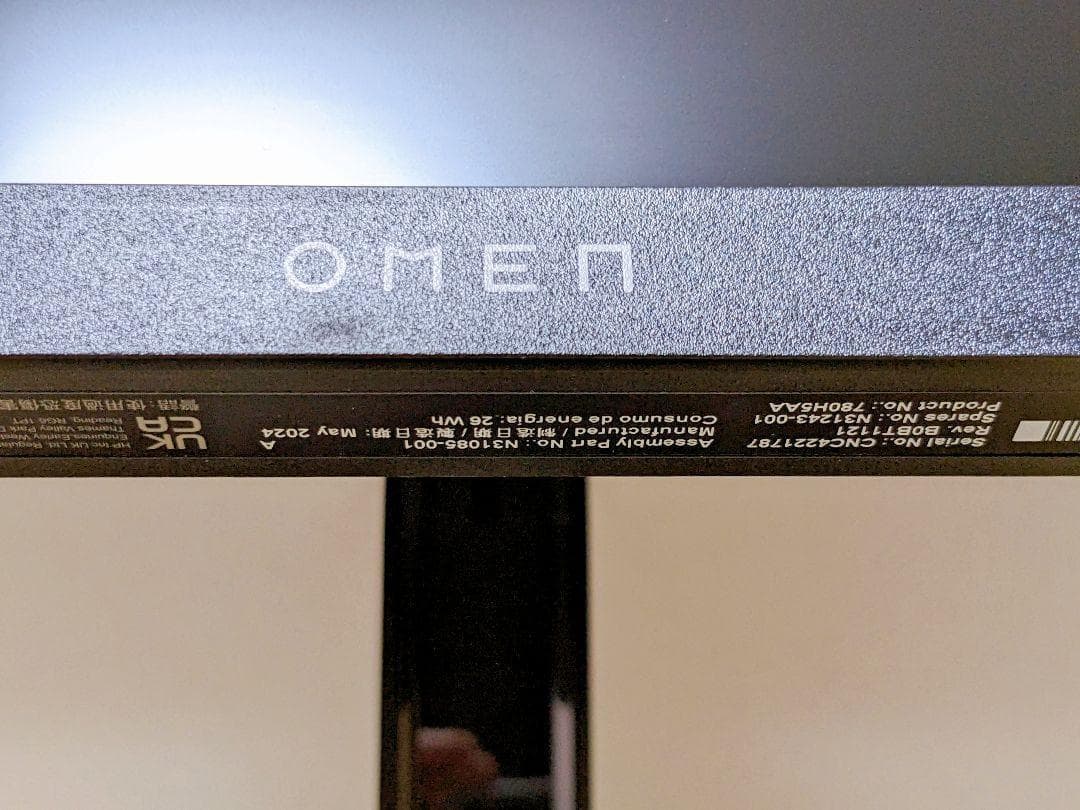 OMEN
Serial No.: CNC4221787
Rev. B0BT1121
Spares No.: N31243-001
Product No.: 780H5AA
Assembly Part No.: N31085-001
Manufactured / 制造日期 / 製造日期: May 2024
Consumo de energia: 26 Wh
A
UK
CA
HP Inc UK Ltd,
Enquiries, Earley
Thames Valley Park
Reading, RG6 1PT
警語:使用過度恐傷害